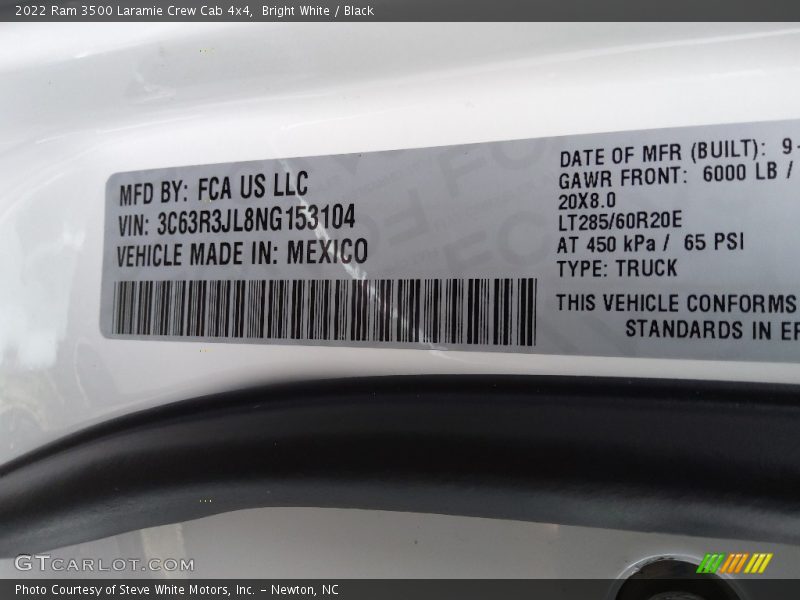 2022 Ram 3500 Laramie Crew Cab 4x4, Bright White / Black
MFD BY: FCA US LLC
VIN: 3C63R3JL8NG153104
VEHICLE MADE IN: MEXICO
DATE OF MFR (BUILT): 9-
GAWR FRONT: 6000 LB /
20X8.0
LT285/60R20E
AT 450 kPa / 65 PSI
TYPE: TRUCK
THIS VEHICLE CONFORMS
STANDARDS IN
GTCARLOT.COM
Photo Courtesy of Steve White Motors, Inc. – Newton, NC